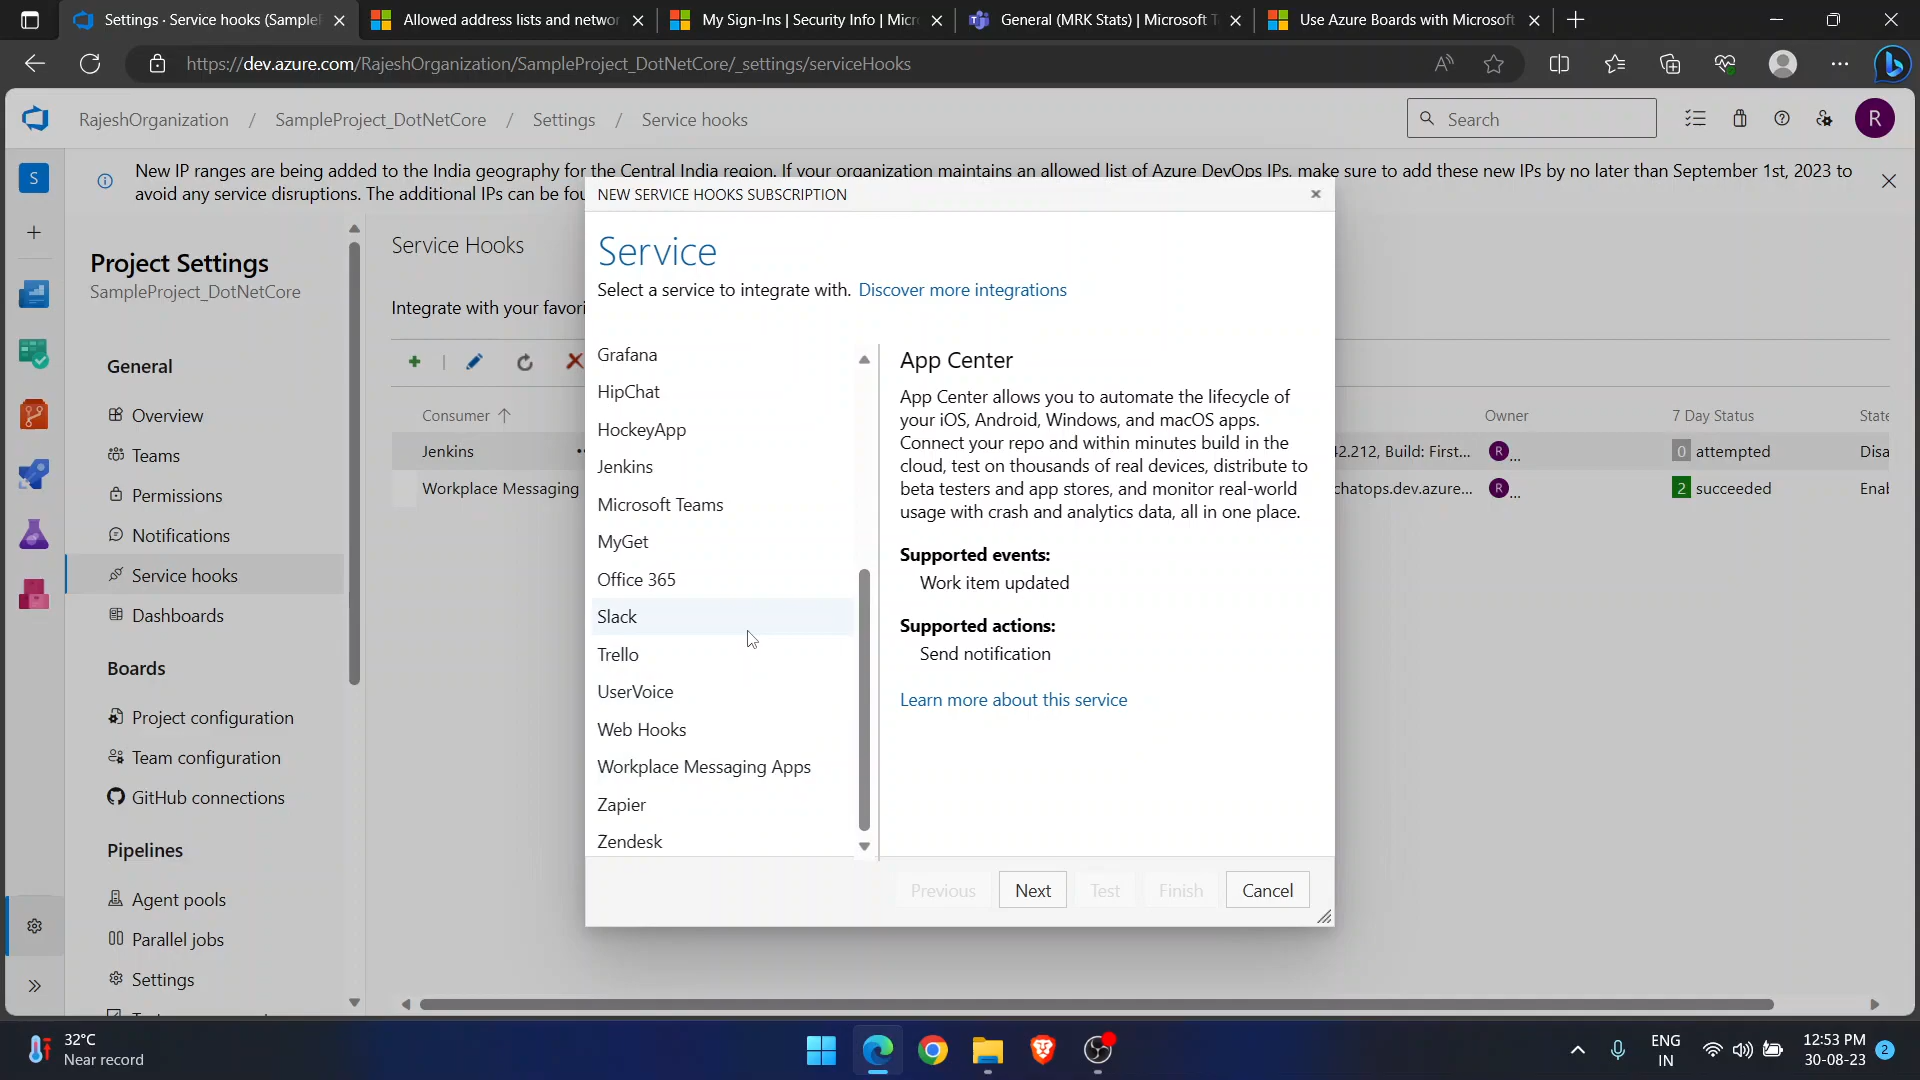 Settings · Service hooks (Sample
Allowed address lists and netwo
My Sign-Ins | Security Info | Micr
General (MRK Stats) | Microsoft T
Use Azure Boards with Microsoft
https://dev.azure.com/RajeshOrganization/SampleProject_DotNetCore/_settings/serviceHooks
RajeshOrganization / SampleProject_DotNetCore / Settings / Service hooks
Search
R
New IP ranges are being added to the India geography for the Central India region. If your organization maintains an allowed list of Azure DevOps IPs, make sure to add these new IPs by no later than September 1st, 2023 to
avoid any service disruptions. The additional IPs can be fou
S
Project Settings
SampleProject_DotNetCore
General
Overview
Teams
Permissions
Notifications
Service hooks
Dashboards
Boards
Project configuration
Team configuration
GitHub connections
Pipelines
Agent pools
Parallel jobs
Settings
Service Hooks
Integrate with your favori
Consumer
Jenkins
Workplace Messaging
NEW SERVICE HOOKS SUBSCRIPTION
Service
Select a service to integrate with. Discover more integrations
Grafana
HipChat
HockeyApp
Jenkins
Microsoft Teams
MyGet
Office 365
Slack
Trello
UserVoice
Web Hooks
Workplace Messaging Apps
Zapier
Zendesk
App Center
App Center allows you to automate the lifecycle of
your iOS, Android, Windows, and macOS apps.
Connect your repo and within minutes build in the
cloud, test on thousands of real devices, distribute to
beta testers and app stores, and monitor real-world
usage with crash and analytics data, all in one place.
Supported events:
Work item updated
Supported actions:
Send notification
Learn more about this service
Previous
Next
Test
Finish
Cancel
Owner
7 Day Status
State
42.212, Build: First...
R ...
0 attempted
Disa
chatops.dev.azure...
R ...
2 succeeded
Enab
32°C
Near record
ENG
IN
12:53 PM
30-08-23
2